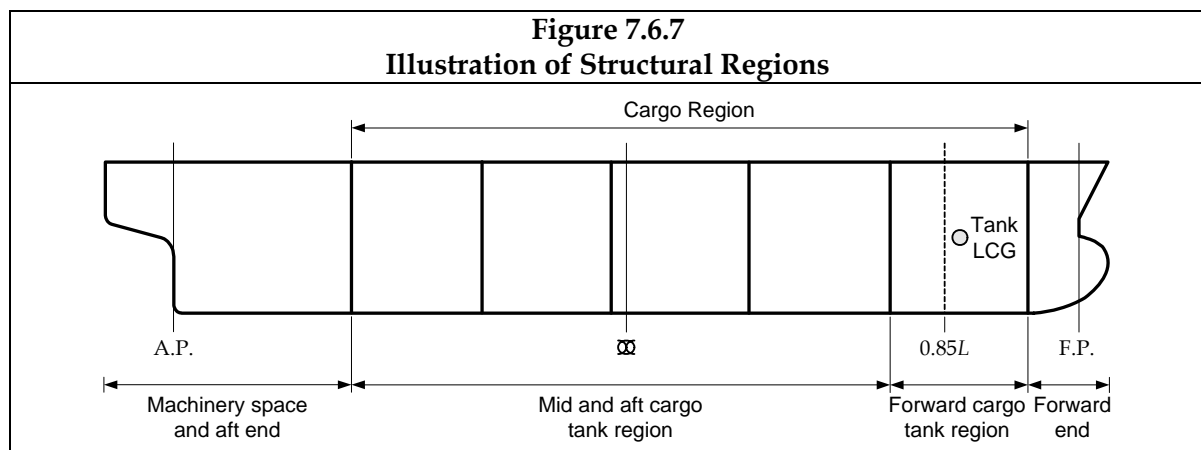 Figure 7.6.7
Illustration of Structural Regions
Cargo Region
Tank
LCG
A.P.
0.85L
F.P.
Machinery space
and aft end
Mid and aft cargo
tank region
Forward cargo
tank region
Forward
end